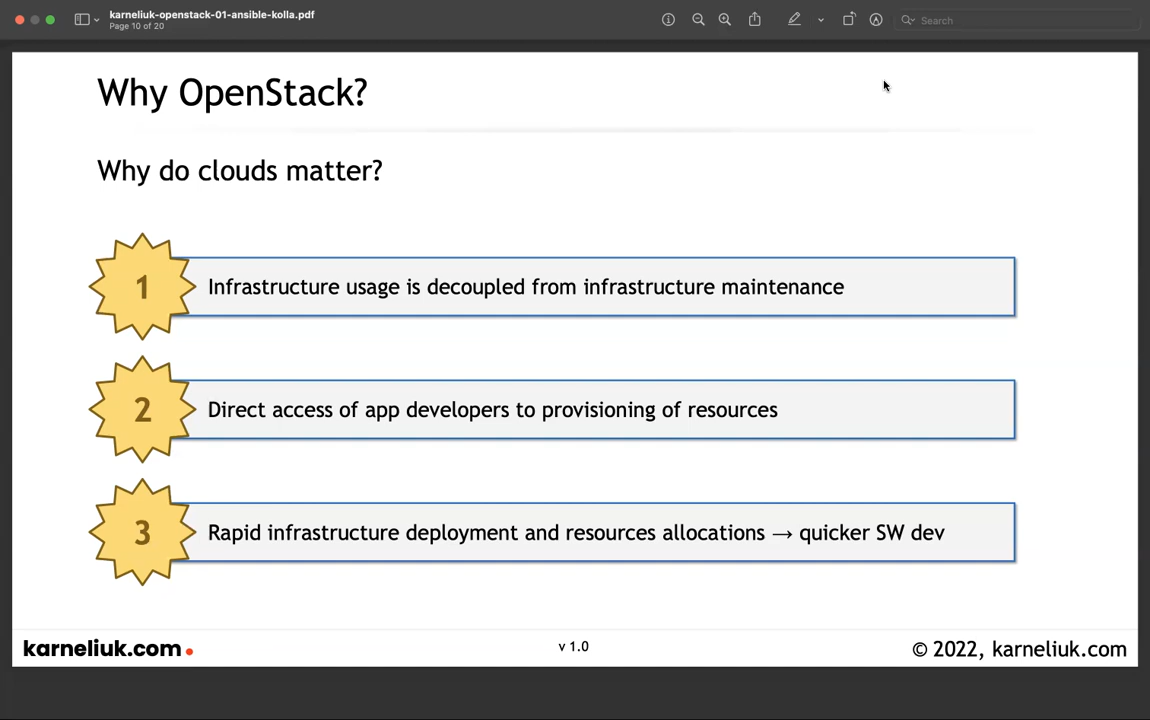 karneliuk-openstack-01-ansible-kolla.pdf
Page 10 of 20
Search
Why OpenStack?
Why do clouds matter?
1
Infrastructure usage is decoupled from infrastructure maintenance
2
Direct access of app developers to provisioning of resources
3
Rapid infrastructure deployment and resources allocations → quicker SW dev
karneliuk.com
v 1.0
© 2022, karneliuk.com